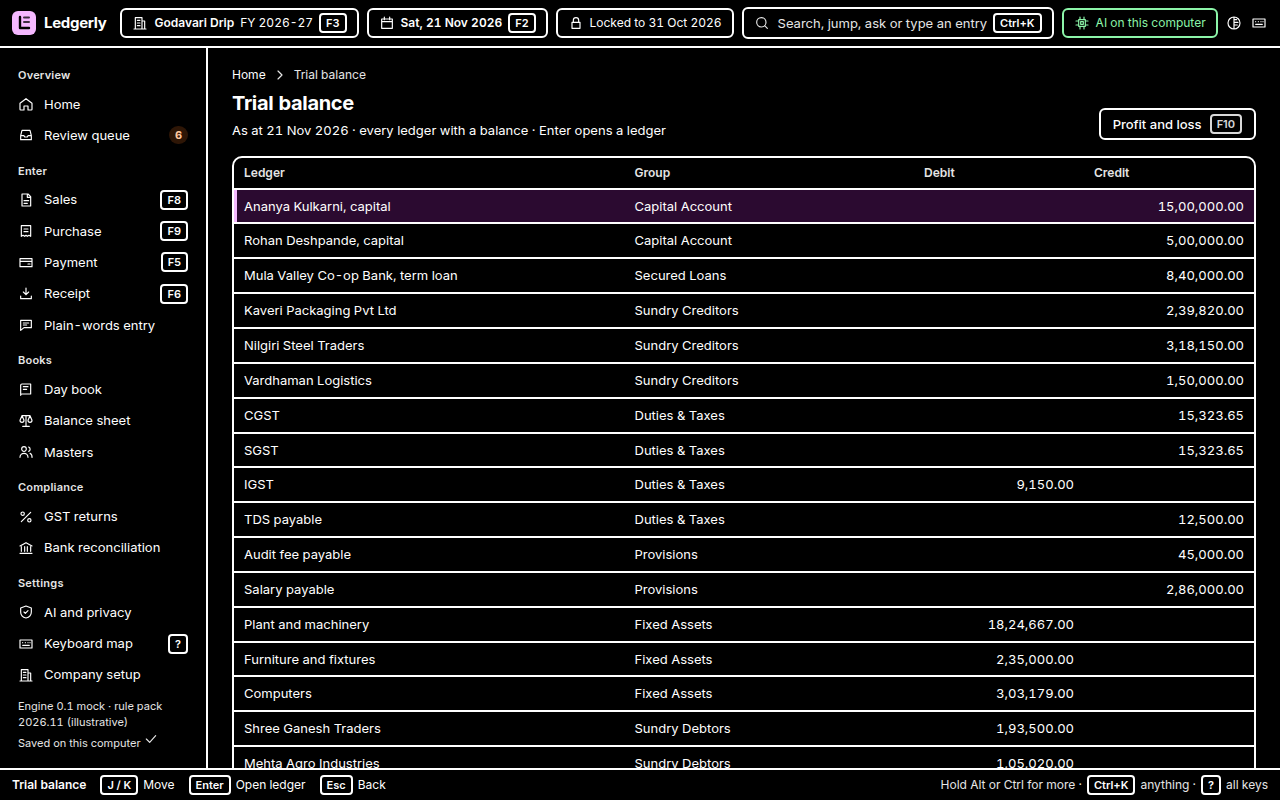 Ledgerly
Godavari Drip FY 2026-27 F3
Sat, 21 Nov 2026 F2
Locked to 31 Oct 2026
Search, jump, ask or type an entry Ctrl+K
AI on this computer
Overview
Home
Review queue 6
Enter
Sales F8
Purchase F9
Payment F5
Receipt F6
Plain-words entry
Books
Day book
Balance sheet
Masters
Compliance
GST returns
Bank reconciliation
Settings
AI and privacy
Keyboard map ?
Company setup
Engine 0.1 mock · rule pack
2026.11 (illustrative)
Saved on this computer
Home Trial balance
Trial balance
As at 21 Nov 2026 · every ledger with a balance · Enter opens a ledger
Profit and loss F10
Ledger Group Debit Credit
Ananya Kulkarni, capital Capital Account 15,00,000.00
Rohan Deshpande, capital Capital Account 5,00,000.00
Mula Valley Co-op Bank, term loan Secured Loans 8,40,000.00
Kaveri Packaging Pvt Ltd Sundry Creditors 2,39,820.00
Nilgiri Steel Traders Sundry Creditors 3,18,150.00
Vardhaman Logistics Sundry Creditors 1,50,000.00
CGST Duties & Taxes 15,323.65
SGST Duties & Taxes 15,323.65
IGST Duties & Taxes 9,150.00
TDS payable Duties & Taxes 12,500.00
Audit fee payable Provisions 45,000.00
Salary payable Provisions 2,86,000.00
Plant and machinery Fixed Assets 18,24,667.00
Furniture and fixtures Fixed Assets 2,35,000.00
Computers Fixed Assets 3,03,179.00
Shree Ganesh Traders Sundry Debtors 1,93,500.00
Mehta Agro Industries Sundry Debtors 1,05,020.00
Trial balance J / K Move Enter Open ledger Esc Back
Hold Alt or Ctrl for more · Ctrl+K anything · ? all keys